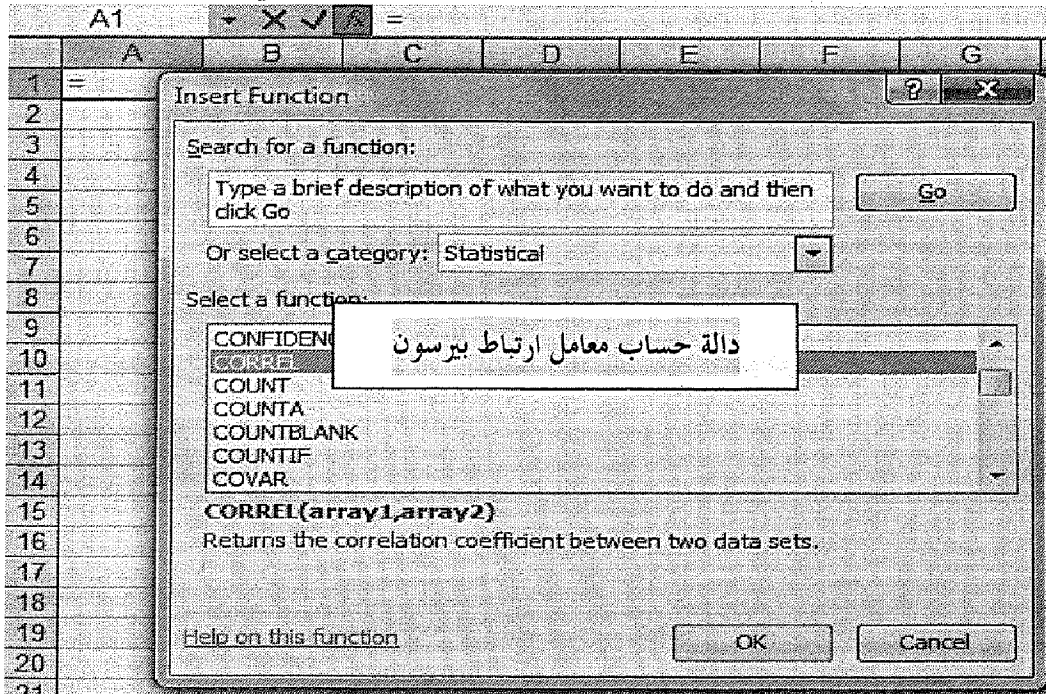 A1 =
A B C D E F G
1 =
Insert Function
2
Search for a function:
3
4
Type a brief description of what you want to do and then
click Go
Go
5
6
Or select a category: Statistical
7
8
Select a function:
9
CONFIDENC
دالة حساب معامل ارتباط بيرسون
10
CORREL
11
COUNT
12
COUNTA
COUNTBLANK
13
COUNTIF
14
COVAR
15
CORREL(array1,array2)
16
Returns the correlation coefficient between two data sets.
17
18
19
Help on this function
OK
Cancel
20
21